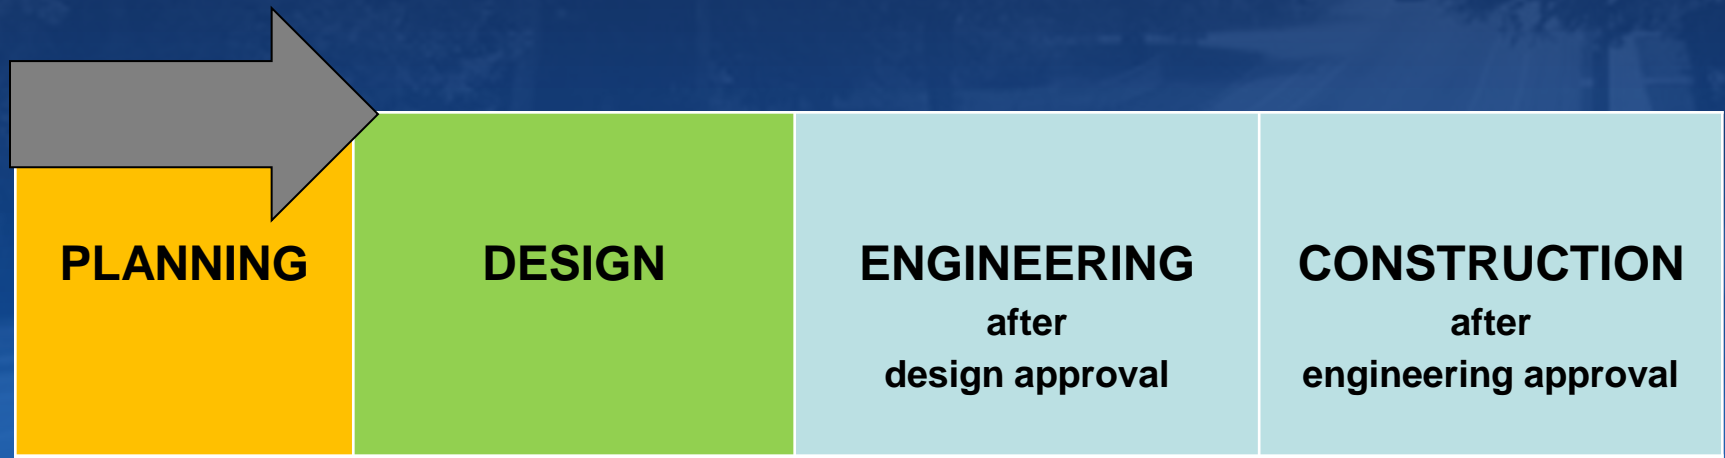 PLANNING
DESIGN
ENGINEERING
after
design approval
CONSTRUCTION
after
engineering approval